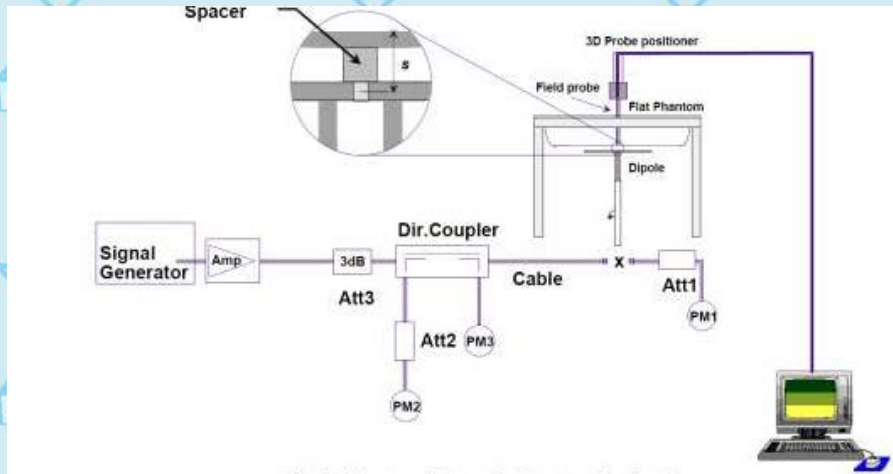 Spacer
s
3D Probe positioner
Field probe
Flat Phantom
Dipole
Signal
Generator
Amp
3dB
Att3
Dir.Coupler
Att2
PM3
PM2
Cable
x
Att1
PM1